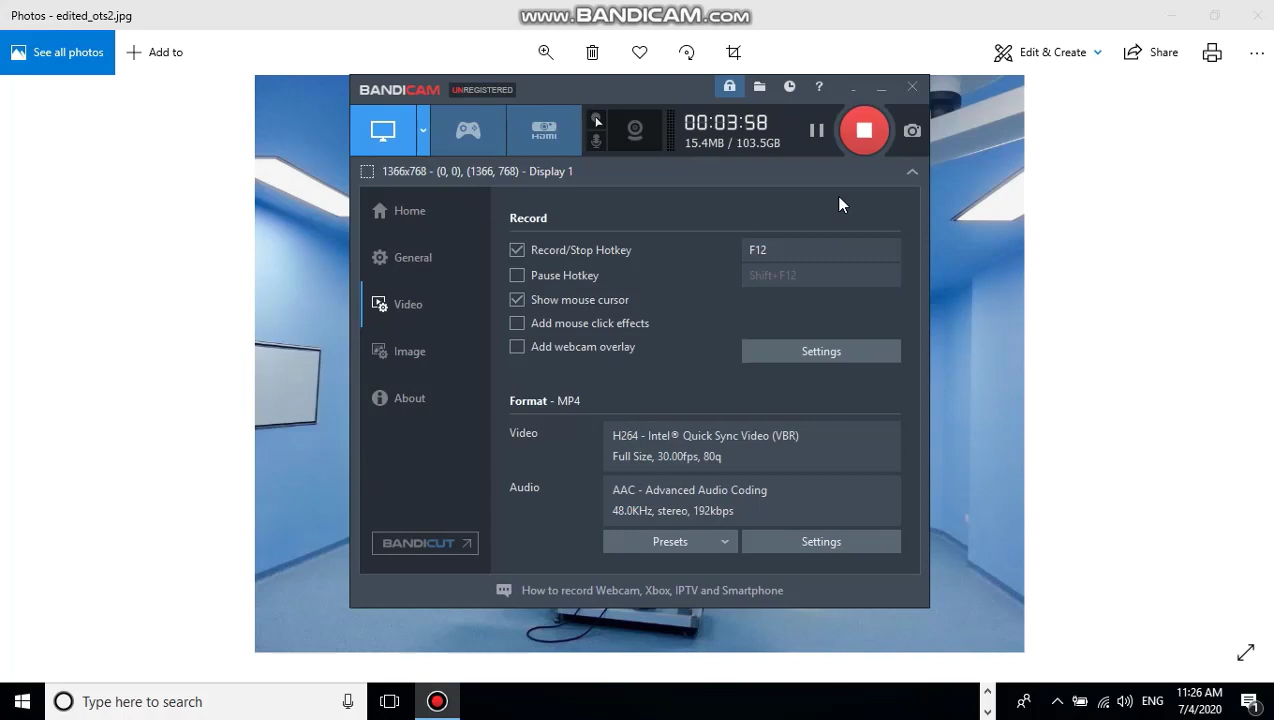 Photos - edited_ots2.jpg
www.BANDICAM.com
See all photos
Add to
Edit & Create
Share
BANDICAM UNREGISTERED
?
HDMI
00:03:58
15.4MB / 103.5GB
1366x768 - (0, 0), (1366, 768) - Display 1
Home
General
Video
Image
About
BANDICUT
Record
Record/Stop Hotkey
F12
Pause Hotkey
Shift+F12
Show mouse cursor
Add mouse click effects
Add webcam overlay
Settings
Format - MP4
Video
H264 - Intel® Quick Sync Video (VBR)
Full Size, 30.00fps, 80q
Audio
AAC - Advanced Audio Coding
48.0KHz, stereo, 192kbps
Presets
Settings
How to record Webcam, Xbox, IPTV and Smartphone
Type here to search
ENG
11:26 AM
7/4/2020
1